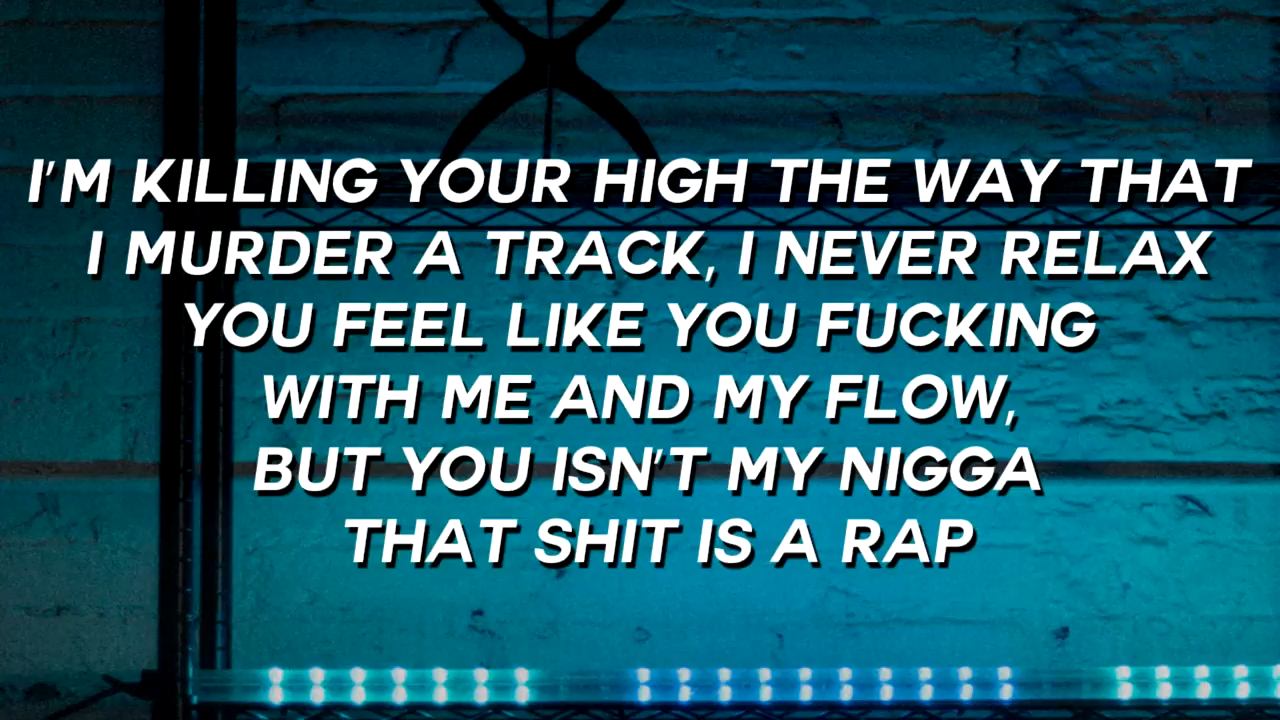 I'M KILLING YOUR HIGH THE WAY THAT
I MURDER A TRACK, I NEVER RELAX
YOU FEEL LIKE YOU FUCKING
WITH ME AND MY FLOW,
BUT YOU ISN'T MY NIGGA
THAT SHIT IS A RAP